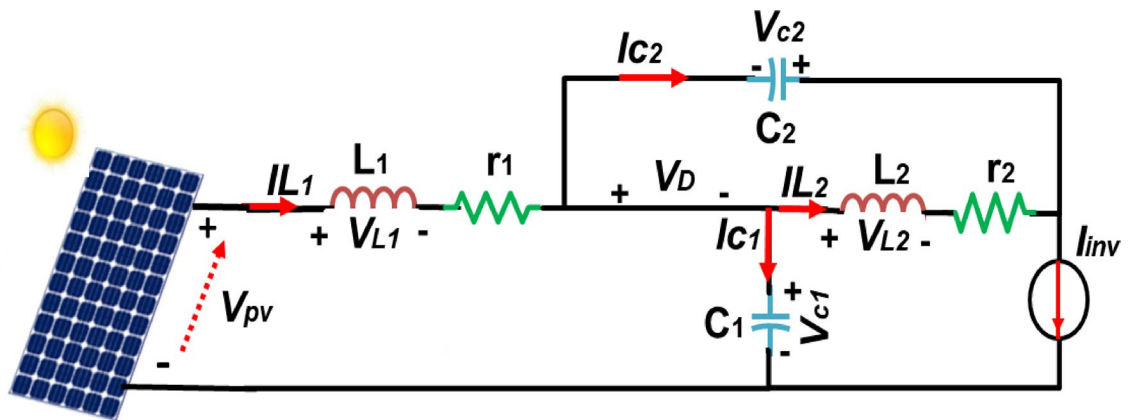 Vc2
Ic2
- +
C2
L1 r1
IL1
+ + VL1 -
+ VD -
IL2 L2 r2
+ VL2 -
Ic1
Iinv
Vpv
C1 + Vc1 -
-